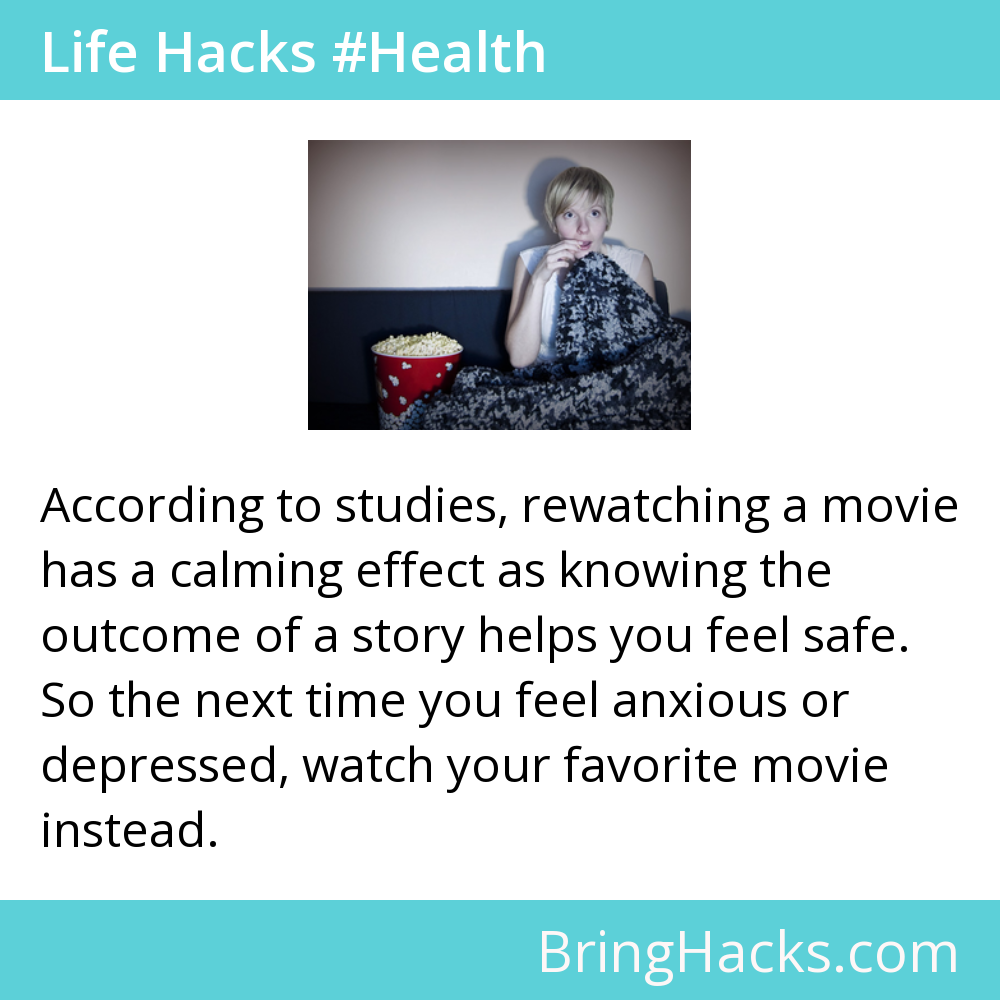 Life Hacks #Health
According to studies, rewatching a movie
has a calming effect as knowing the
outcome of a story helps you feel safe.
So the next time you feel anxious or
depressed, watch your favorite movie
instead.
BringHacks.com